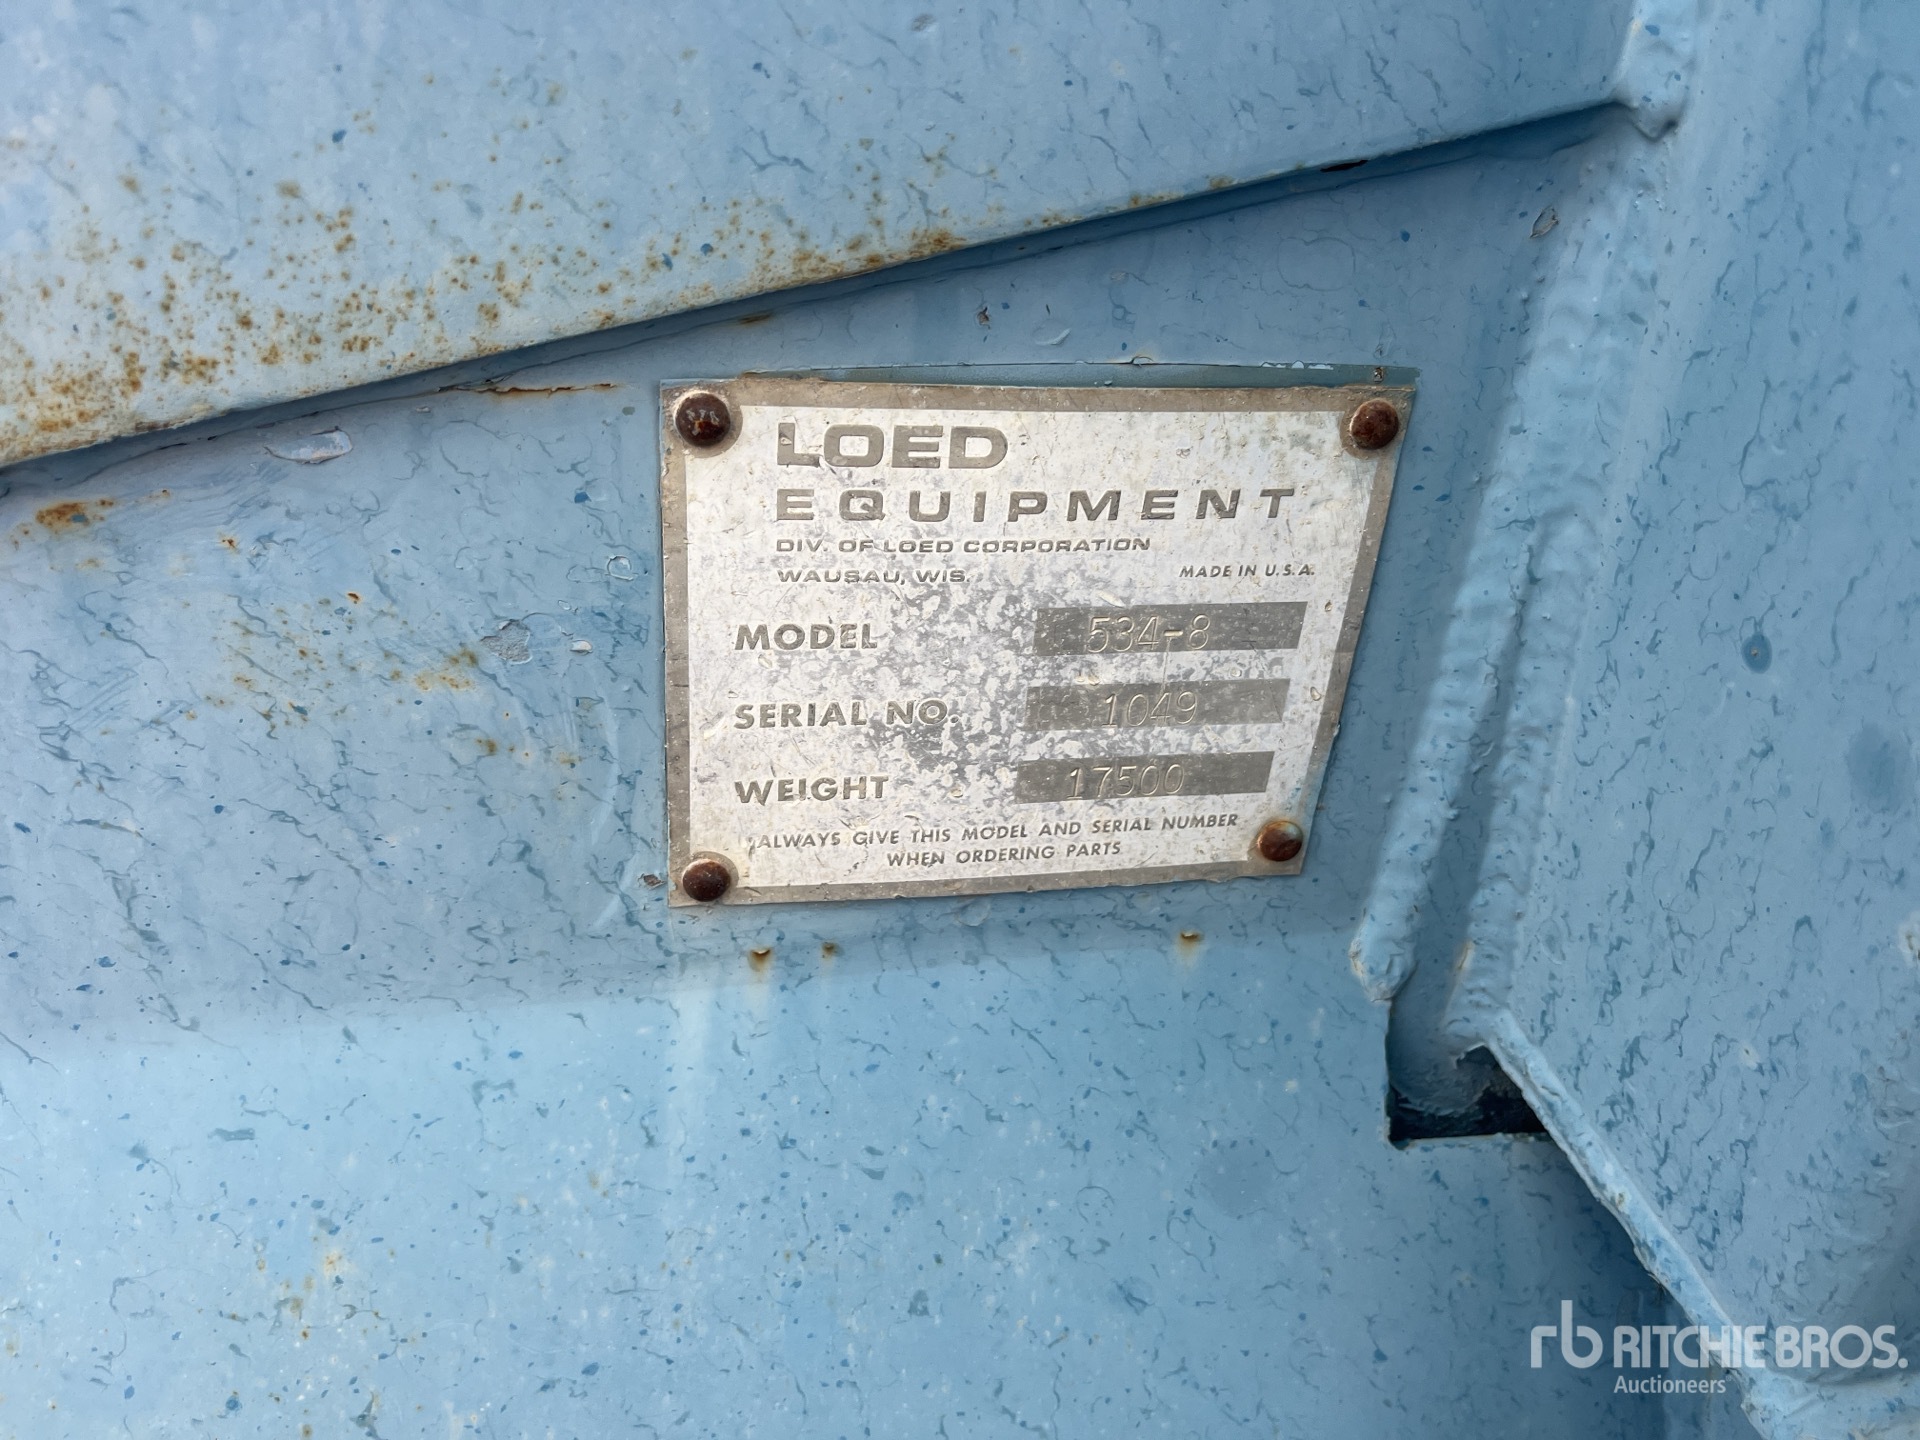 LOED
EQUIPMENT
DIV. OF LOED CORPORATION
WAUSAU, WIS. MADE IN U.S.A.
MODEL 534-8
SERIAL NO. 1049
WEIGHT 17500
ALWAYS GIVE THIS MODEL AND SERIAL NUMBER
WHEN ORDERING PARTS
rb RITCHIE BROS.
Auctioneers